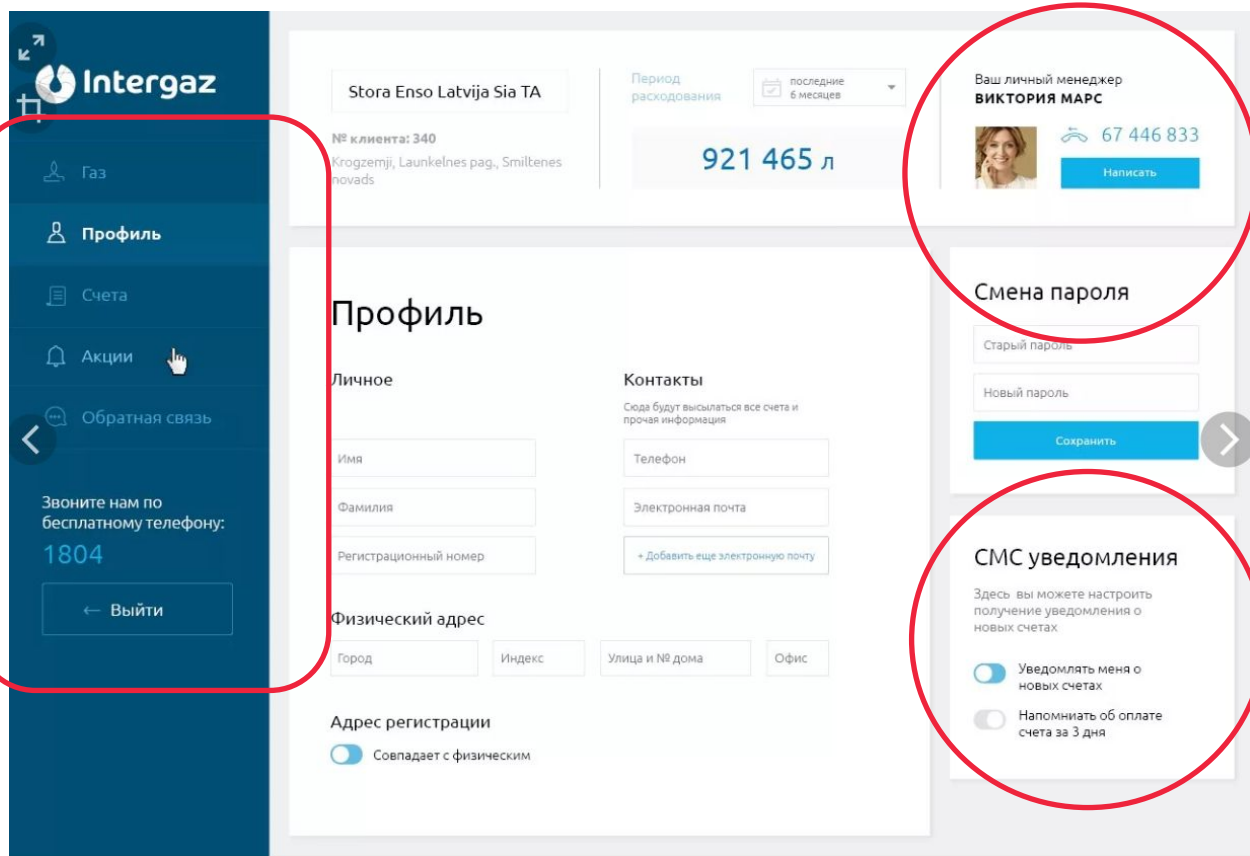 Intergaz
Газ
Профиль
Счета
Акции
Обратная связь
Звоните нам по
бесплатному телефону:
1804
← Выйти
Stora Enso Latvija Sia TA
№ клиента: 340
Krogzemji, Launkelnes pag., Smiltenes
novads
Период
расходования
последние
6 месяцев
921 465 л
Ваш личный менеджер
ВИКТОРИЯ МАРС
67 446 833
Написать
Профиль
Личное
Имя
Фамилия
Регистрационный номер
Контакты
Сюда будут высылаться все счета и
прочая информация
Телефон
Электронная почта
+ Добавить еще электронную почту
Физический адрес
Город
Индекс
Улица и № дома
Офис
Адрес регистрации
Совпадает с физическим
Смена пароля
Старый пароль
Новый пароль
Сохранить
СМС уведомления
Здесь вы можете настроить
получение уведомления о
новых счетах
Уведомлять меня о
новых счетах
Напомниать об оплате
счета за 3 дня